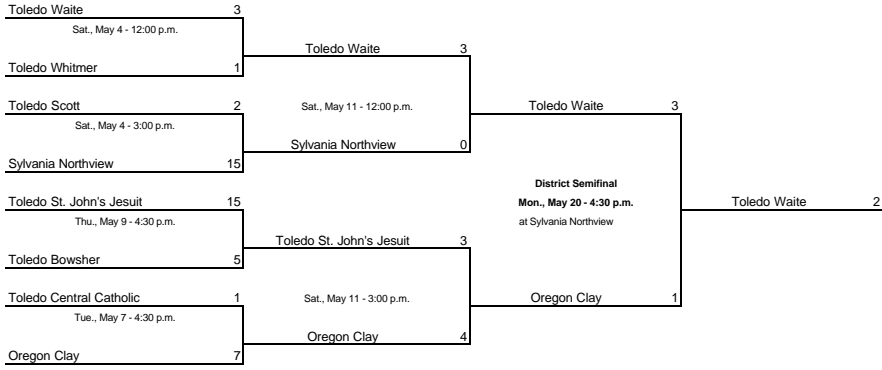 Toledo Waite 3
Sat., May 4 - 12:00 p.m.
Toledo Whitmer 1
Toledo Scott 2
Sat., May 4 - 3:00 p.m.
Sylvania Northview 15
Toledo St. John's Jesuit 15
Thu., May 9 - 4:30 p.m.
Toledo Bowsher 5
Toledo Central Catholic 1
Tue., May 7 - 4:30 p.m.
Oregon Clay 7
Toledo Waite 3
Sat., May 11 - 12:00 p.m.
Sylvania Northview 0
Toledo St. John's Jesuit 3
Sat., May 11 - 3:00 p.m.
Oregon Clay 4
Toledo Waite 3
District Semifinal
Mon., May 20 - 4:30 p.m.
at Sylvania Northview
Oregon Clay 1
Toledo Waite 2